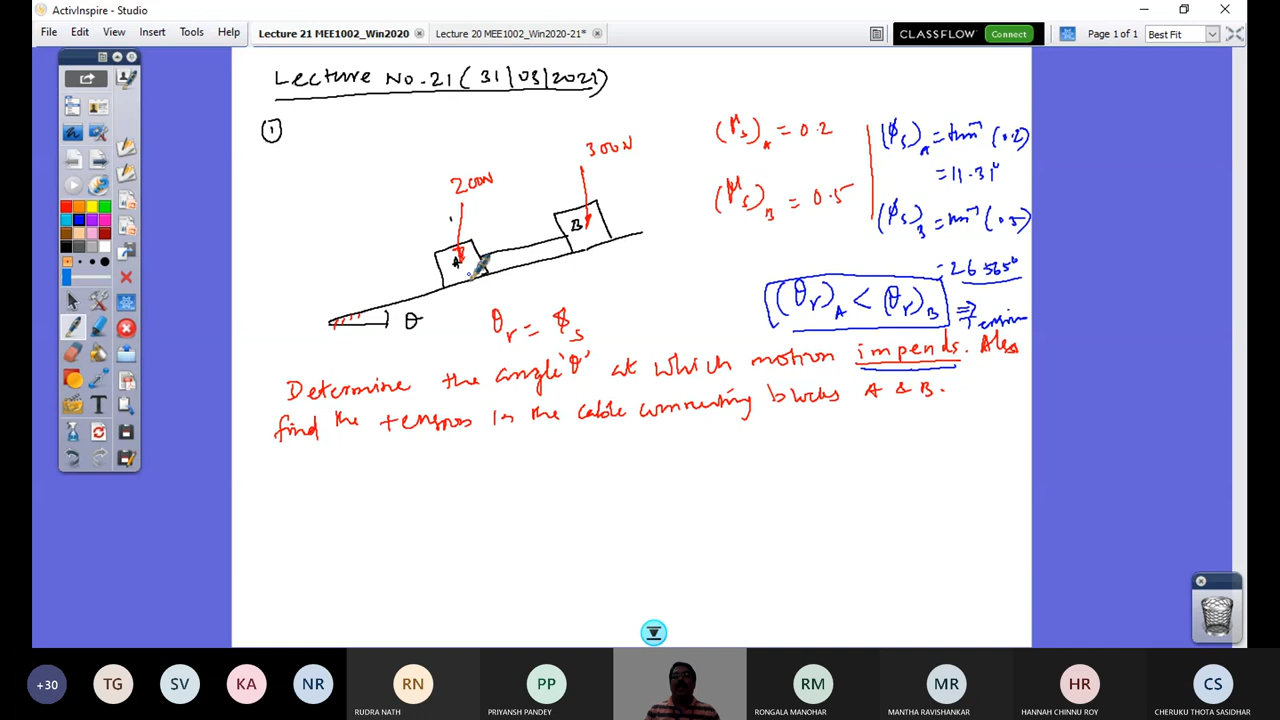 ActivInspire - Studio
File Edit View Insert Tools Help
Lecture 21 MEE1002_Win2020
Lecture 20 MEE1002_Win2020-21*
CLASSFLOW
Connect
Page 1 of 1
Best Fit
Lecture No.21 (31/03/2021)
①
200N
300N
A
B
θ
(μs)A = 0.2
(μs)B = 0.5
(ϕs)A = tan⁻¹(0.2)
= 11.31°
(ϕs)B = tan⁻¹(0.5)
= 26.565°
(θr)A < (θr)B ⇒ Tension
θr = ϕs
Determine the angle 'θ' at which motion impends. Also
find the tension in the cable connecting blocks A & B.
+30
TG
SV
KA
NR
RN
RUDRA NATH
PP
PRIYANSH PANDEY
RM
RONGALA MANOHAR
MR
MANTHA RAVISHANKAR
HR
HANNAH CHINNU ROY
CS
CHERUKU THOTA SASIDHAR